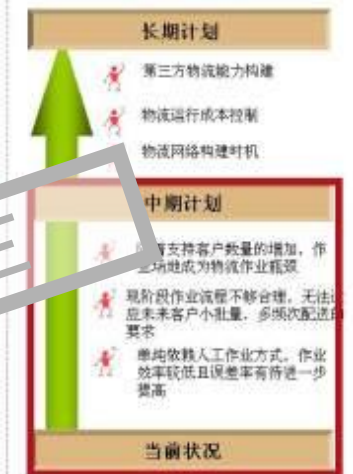 长期计划
第三方物流能力构建
物流运行成本控制
物流网络构建时机
中期计划
着支持客户数量的增加，作
场地成为物流作业瓶颈
现阶段作业流程不够合理，无法适
应未来客户小批量、多频次配送的
要求
单纯依赖人工作业方式，作业
效率较低且误差率有待进一步
提高
当前状况